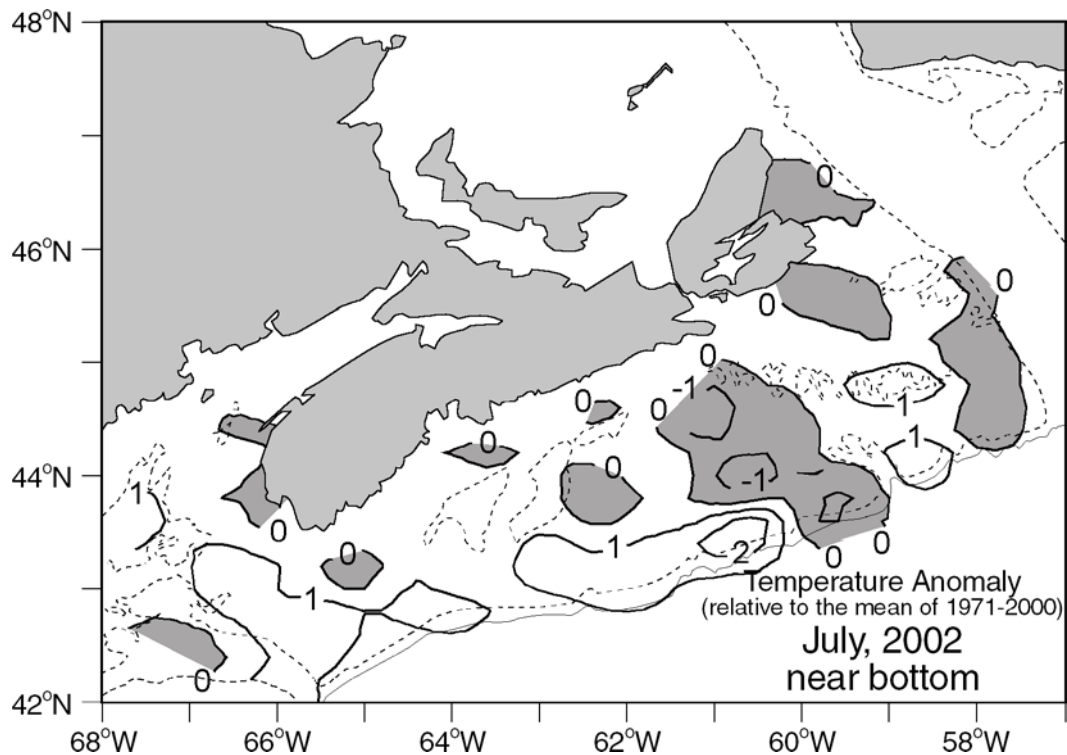 48°N
46°N
44°N
42°N
68°W
66°W
64°W
62°W
60°W
58°W
0
0
0
0
-1
0
0
1
0
0
1
-1
1
0
0
1
2
0
0
1
0
Temperature Anomaly
(relative to the mean of 1971-2000)
July, 2002
near bottom